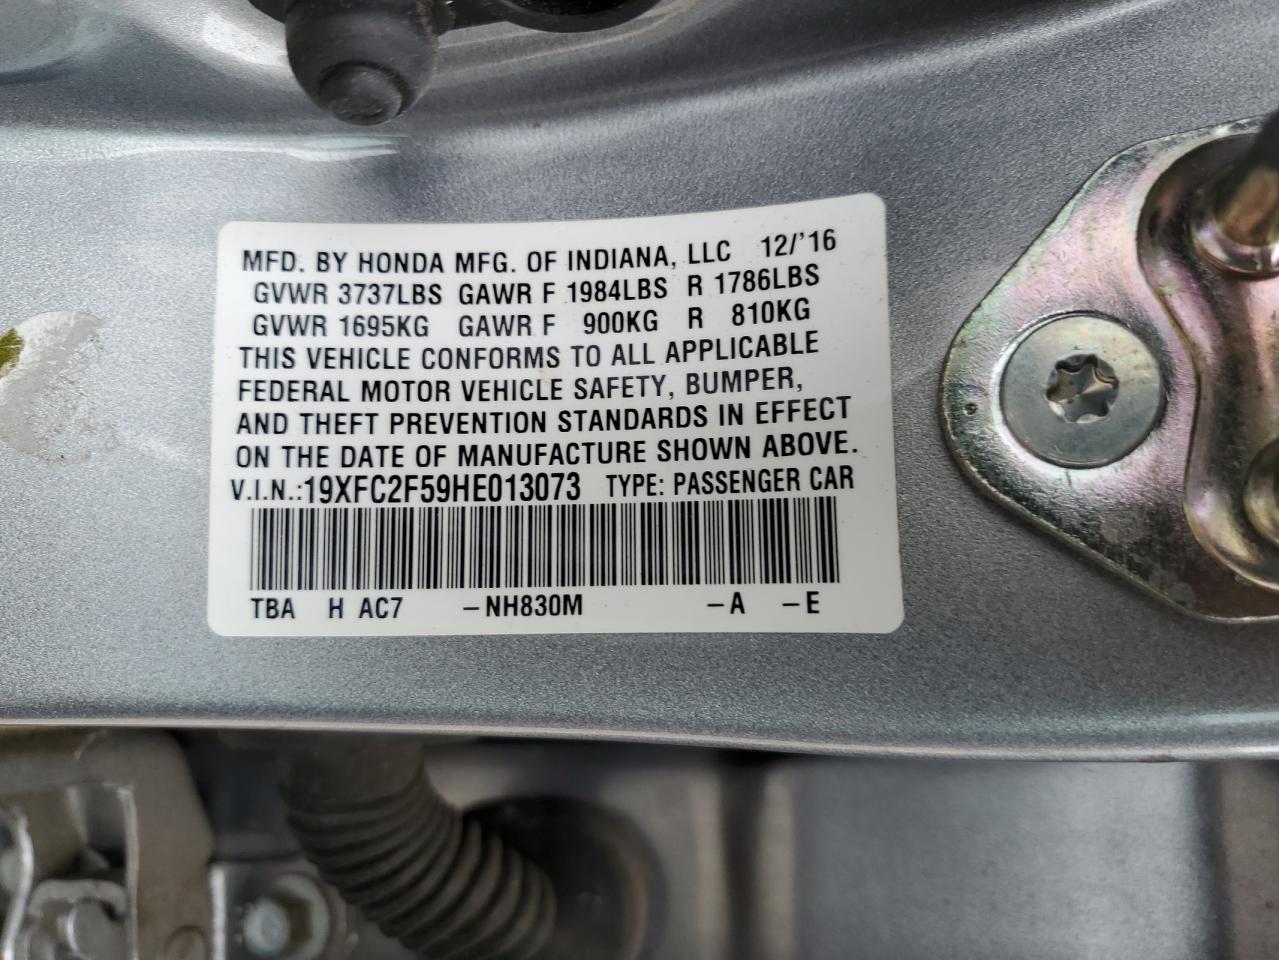 MFD. BY HONDA MFG. OF INDIANA, LLC 12/'16
GVWR 3737LBS GAWR F 1984LBS R 1786LBS
GVWR 1695KG GAWR F 900KG R 810KG
THIS VEHICLE CONFORMS TO ALL APPLICABLE
FEDERAL MOTOR VEHICLE SAFETY, BUMPER,
AND THEFT PREVENTION STANDARDS IN EFFECT
ON THE DATE OF MANUFACTURE SHOWN ABOVE.
V.I.N.:19XFC2F59HE013073 TYPE: PASSENGER CAR
TBA H AC7 –NH830M –A –E